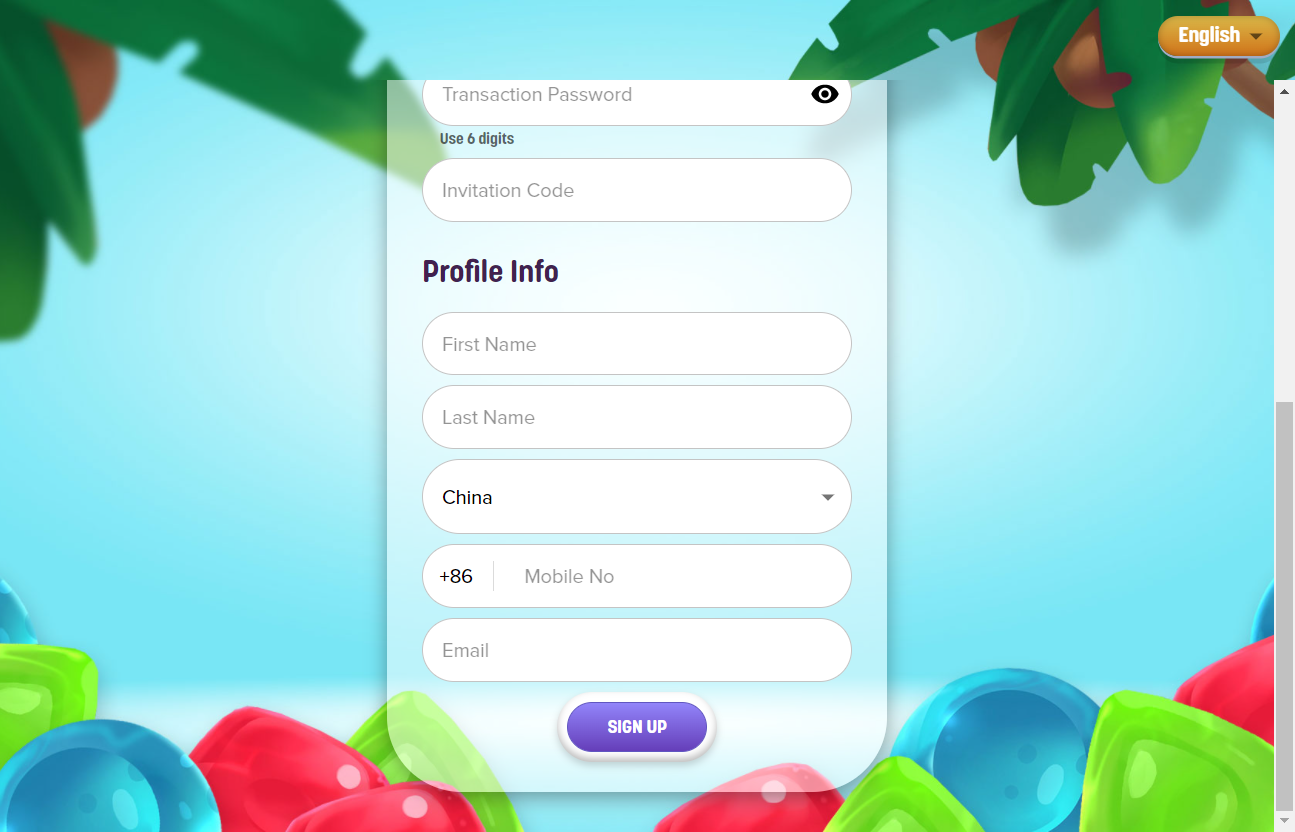 English
Transaction Password
Use 6 digits
Invitation Code
Profile Info
First Name
Last Name
China
+86 Mobile No
Email
SIGN UP